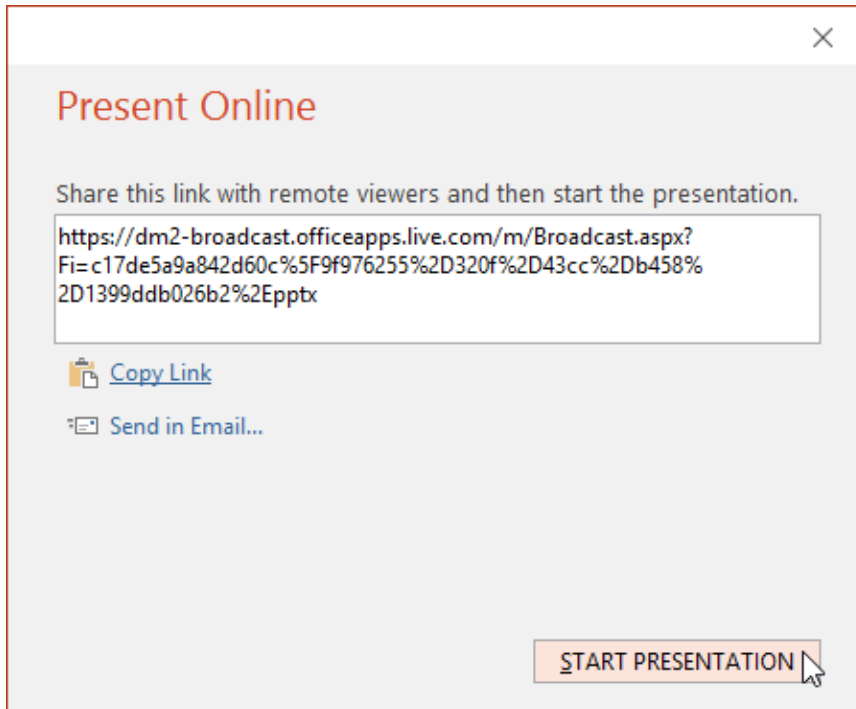 Present Online
Share this link with remote viewers and then start the presentation.
https://dm2-broadcast.officeapps.live.com/m/Broadcast.aspx?
Fi=c17de5a9a842d60c%5F9f976255%2D320f%2D43cc%2Db458%
2D1399ddb026b2%2Epptx
Copy Link
Send in Email...
START PRESENTATION